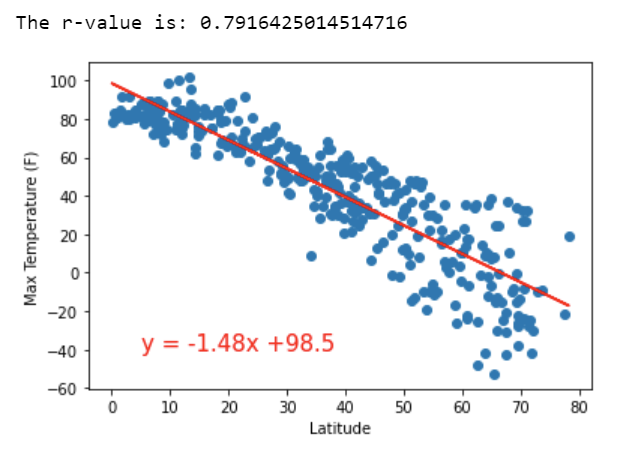 The r-value is: 0.7916425014514716
100
80
60
40
20
0
−20
−40
−60
Max Temperature (F)
y = -1.48x +98.5
0 10 20 30 40 50 60 70 80
Latitude